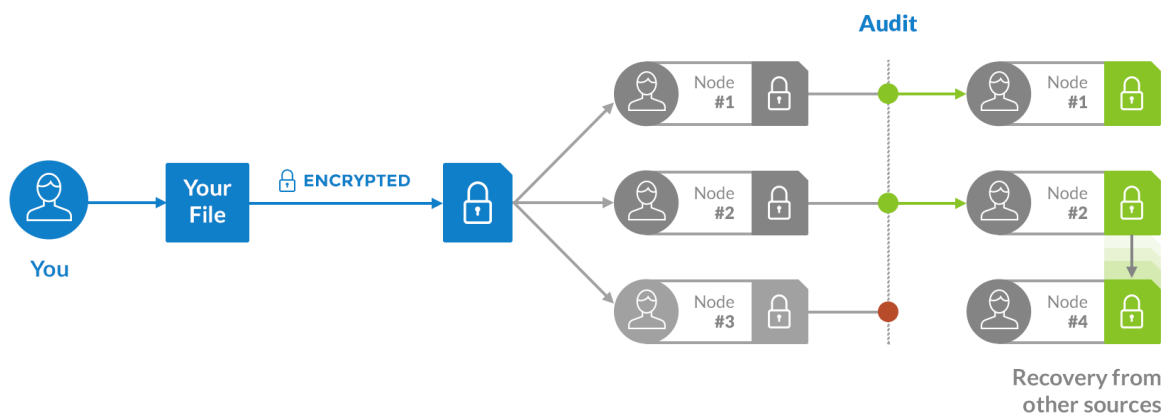 Audit
Node
#1
Node
#1
Your
File
ENCRYPTED
You
Node
#2
Node
#2
Node
#3
Node
#4
Recovery from
other sources